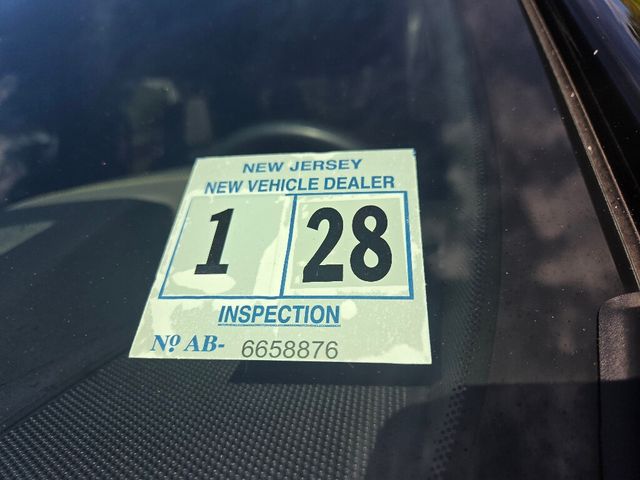 NEW JERSEY
NEW VEHICLE DEALER
1 28
INSPECTION
Nº AB- 6658876